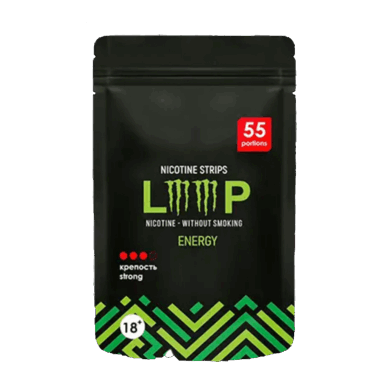 55
portions
NICOTINE STRIPS
LOOP
NICOTINE - WITHOUT SMOKING
ENERGY
крепость
strong
18+